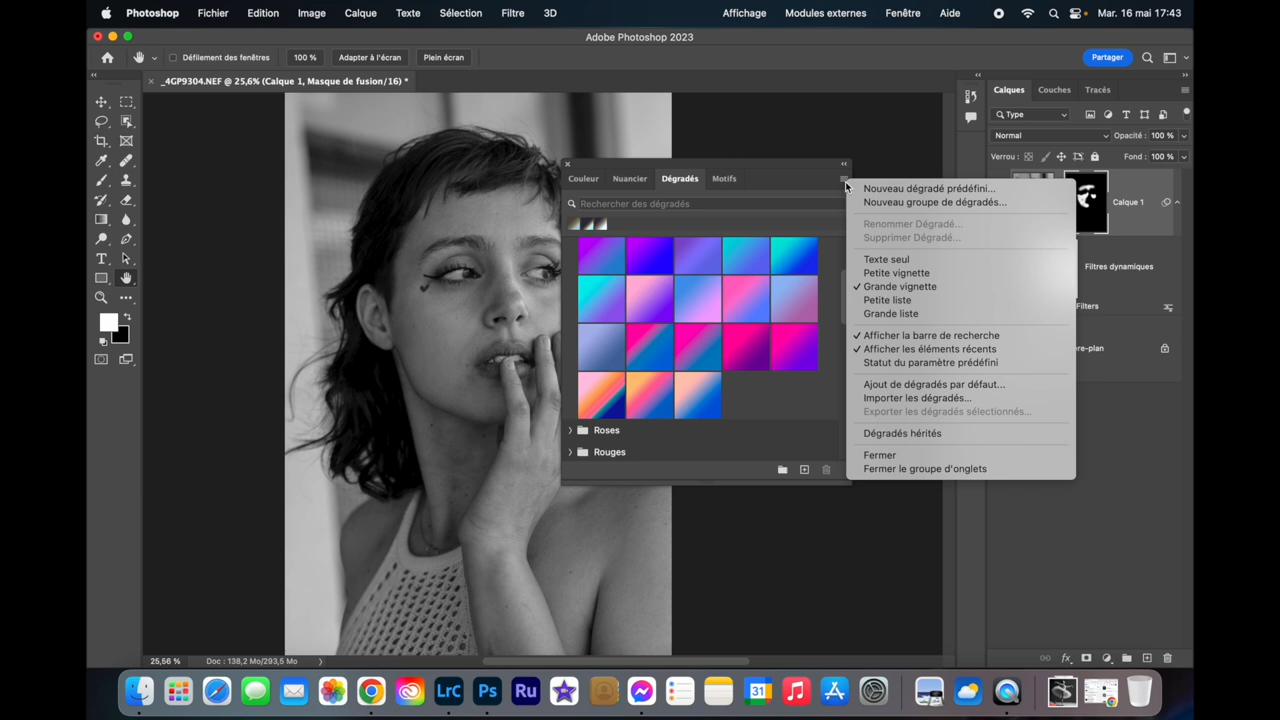 Photoshop Fichier Edition Image Calque Texte Sélection Filtre 3D Affichage Modules externes Fenêtre Aide Mar. 16 mai 17:43
Adobe Photoshop 2023
Défilement des fenêtres 100 % Adapter à l'écran Plein écran Partager
_4GP9304.NEF @ 25,6% (Calque 1, Masque de fusion/16) *
Calques Couches Tracés
Type
Normal Opacité : 100 %
Verrou : Fond : 100 %
Calque 1
Filtres dynamiques
Filters
ère-plan
Couleur Nuancier Dégradés Motifs
Rechercher des dégradés
Roses
Rouges
Nouveau dégradé prédéfini...
Nouveau groupe de dégradés...
Renommer Dégradé...
Supprimer Dégradé...
Texte seul
Petite vignette
Grande vignette
Petite liste
Grande liste
Afficher la barre de recherche
Afficher les éléments récents
Statut du paramètre prédéfini
Ajout de dégradés par défaut...
Importer les dégradés...
Exporter les dégradés sélectionnés...
Dégradés hérités
Fermer
Fermer le groupe d'onglets
25,56 % Doc : 138,2 Mo/293,5 Mo
LrC Ps Ru 31